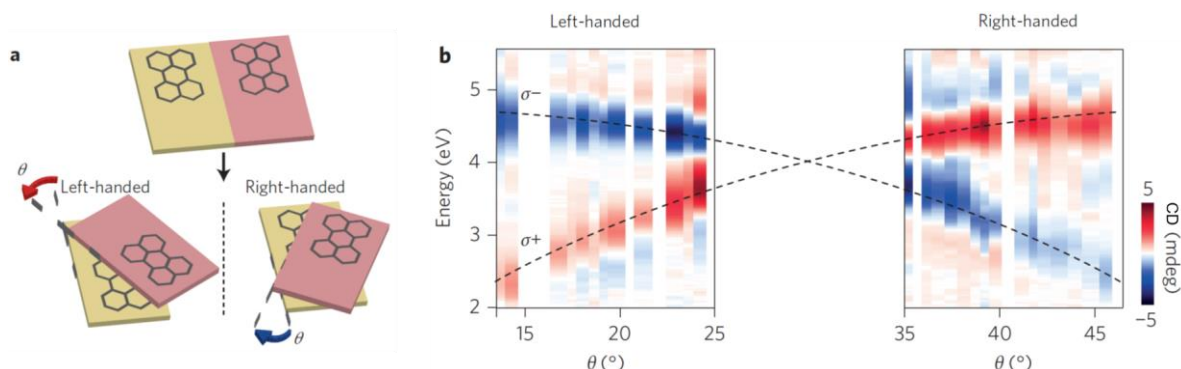 a
θ
Left-handed
Right-handed
θ
b
Left-handed
Right-handed
Energy (eV)
5
4
3
2
σ−
σ+
15
20
25
θ (°)
35
40
45
θ (°)
5
CD (mdeg)
−5